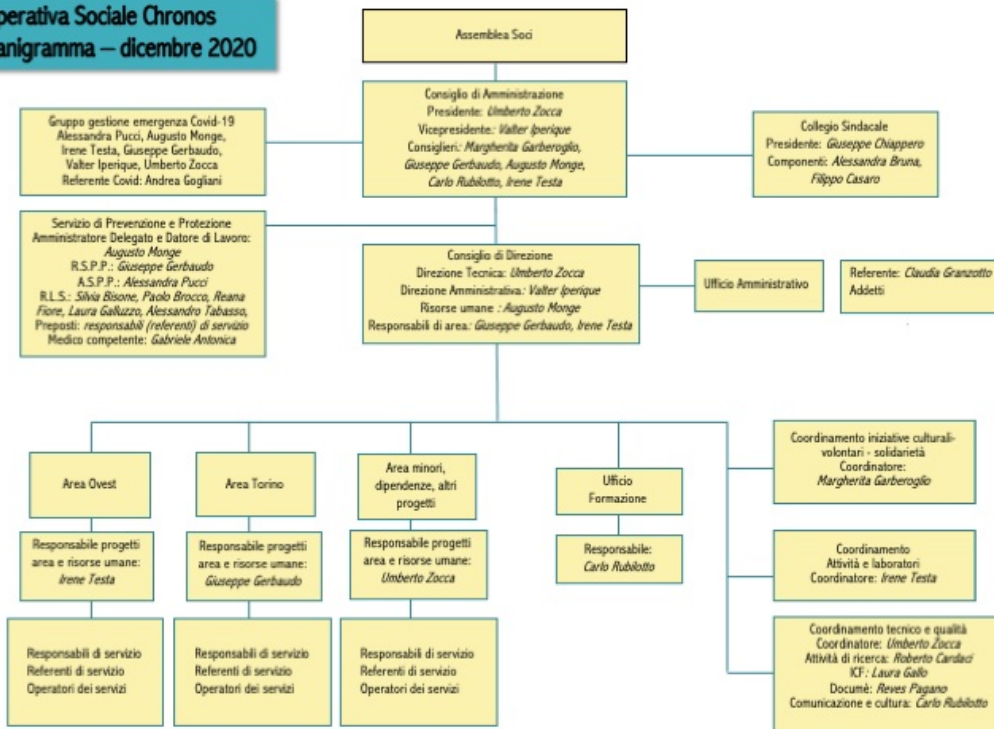 perativa Sociale Chronos
anigramma – dicembre 2020
Assemblea Soci
Consiglio di Amministrazione
Presidente: Umberto Zocca
Vicepresidente: Valter Iperique
Consiglieri: Margherita Garberoglio,
Giuseppe Gerbaudo, Augusto Monge,
Carlo Rubilotto, Irene Testa
Gruppo gestione emergenza Covid-19
Alessandra Pucci, Augusto Monge,
Irene Testa, Giuseppe Gerbaudo,
Valter Iperique, Umberto Zocca
Referente Covid: Andrea Gogliani
Collegio Sindacale
Presidente: Giuseppe Chiappero
Componenti: Alessandra Bruna,
Filippo Casaro
Servizio di Prevenzione e Protezione
Amministratore Delegato e Datore di Lavoro:
Augusto Monge
R.S.P.P.: Giuseppe Gerbaudo
A.S.P.P.: Alessandra Pucci
R.L.S.: Silvia Bisone, Paolo Brocco, Reana
Fiore, Laura Galluzzo, Alessandro Tabasso,
Preposti: responsabili (referenti) di servizio
Medico competente: Gabriele Antonica
Consiglio di Direzione
Direzione Tecnica: Umberto Zocca
Direzione Amministrativa: Valter Iperique
Risorse umane : Augusto Monge
Responsabili di area: Giuseppe Gerbaudo, Irene Testa
Ufficio Amministrativo
Referente: Claudia Granzotto
Addetti
Area Ovest
Responsabile progetti
area e risorse umane:
Irene Testa
Responsabili di servizio
Referenti di servizio
Operatori dei servizi
Area Torino
Responsabile progetti
area e risorse umane:
Giuseppe Gerbaudo
Responsabili di servizio
Referenti di servizio
Operatori dei servizi
Area minori,
dipendenze, altri
progetti
Responsabile progetti
area e risorse umane:
Umberto Zocca
Responsabili di servizio
Referenti di servizio
Operatori dei servizi
Ufficio
Formazione
Responsabile:
Carlo Rubilotto
Coordinamento iniziative culturali-
volontari - solidarietà
Coordinatore:
Margherita Garberoglio
Coordinamento
Attività e laboratori
Coordinatore: Irene Testa
Coordinamento tecnico e qualità
Coordinatore: Umberto Zocca
Attività di ricerca: Roberto Cardaci
ICF: Laura Gallo
Documè: Reves Pagano
Comunicazione e cultura: Carlo Rubilotto